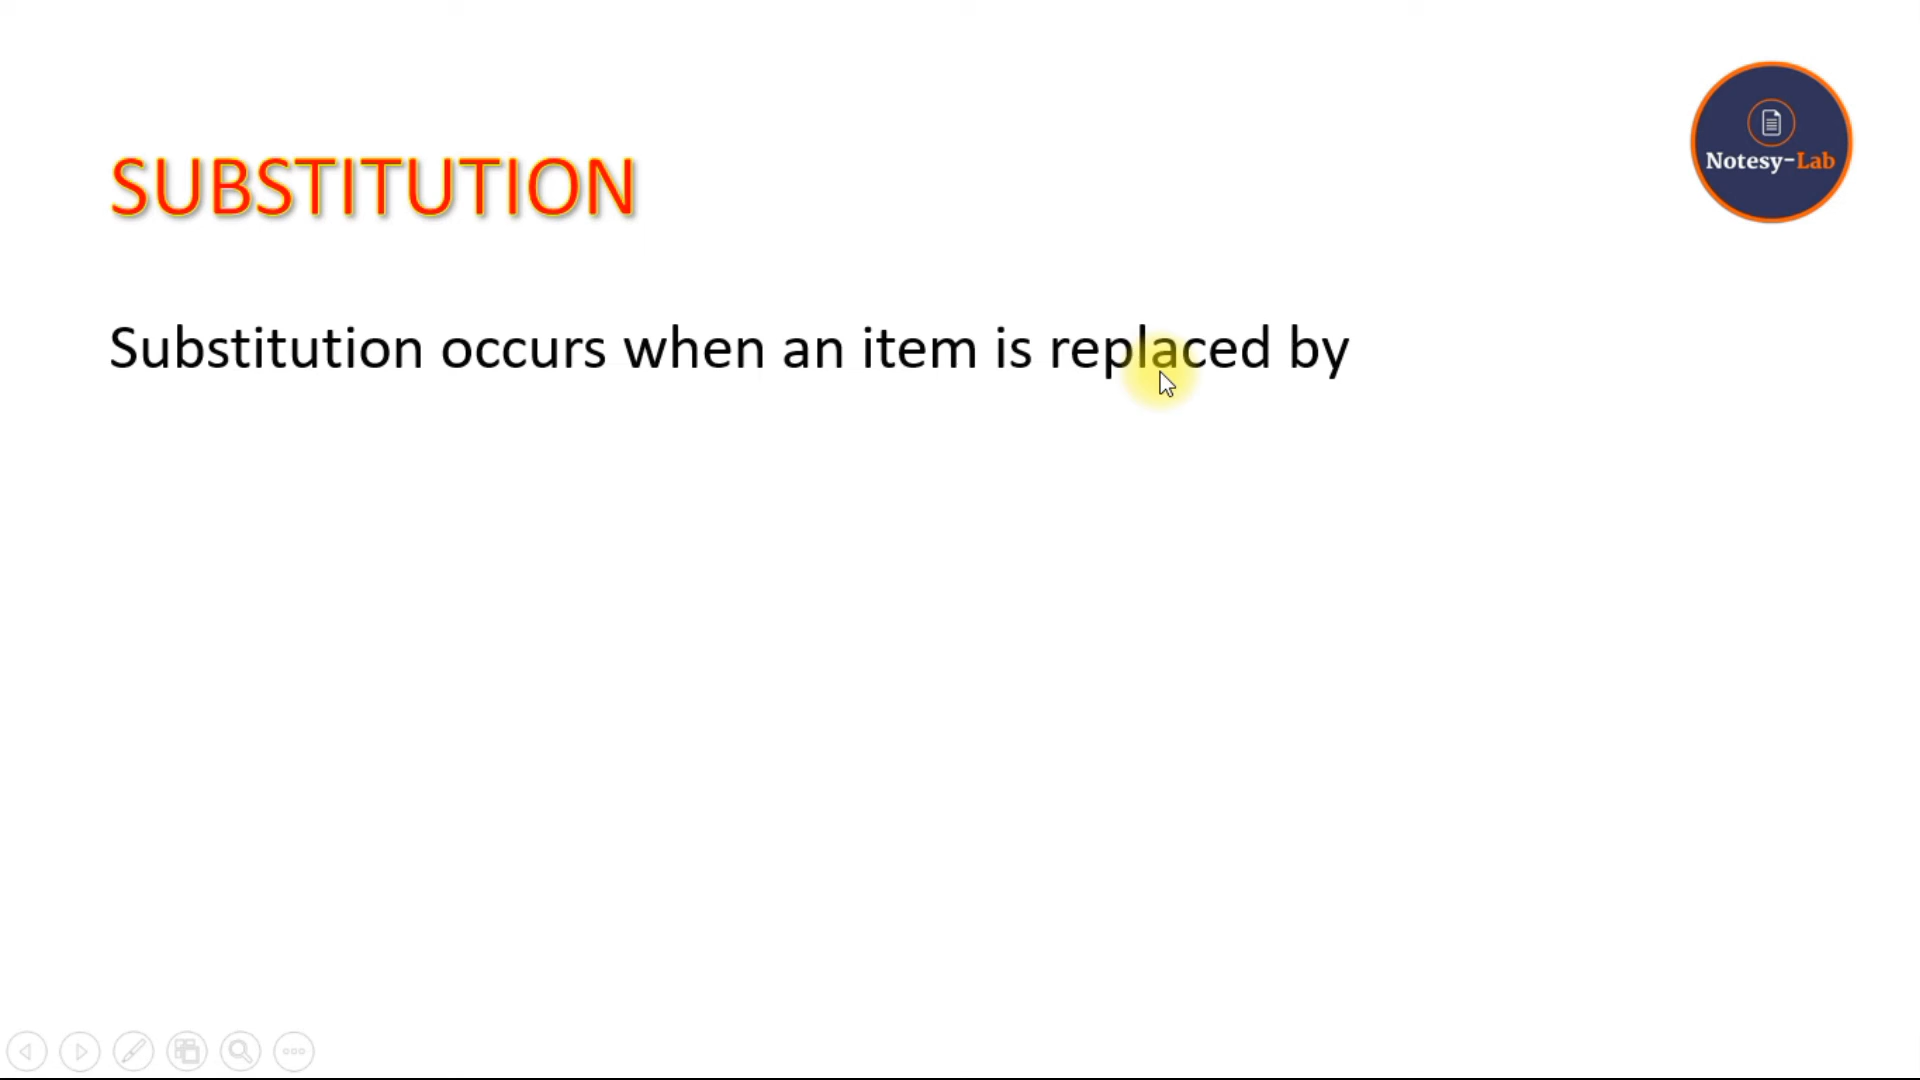 Notesy-Lab
SUBSTITUTION
Substitution occurs when an item is replaced by